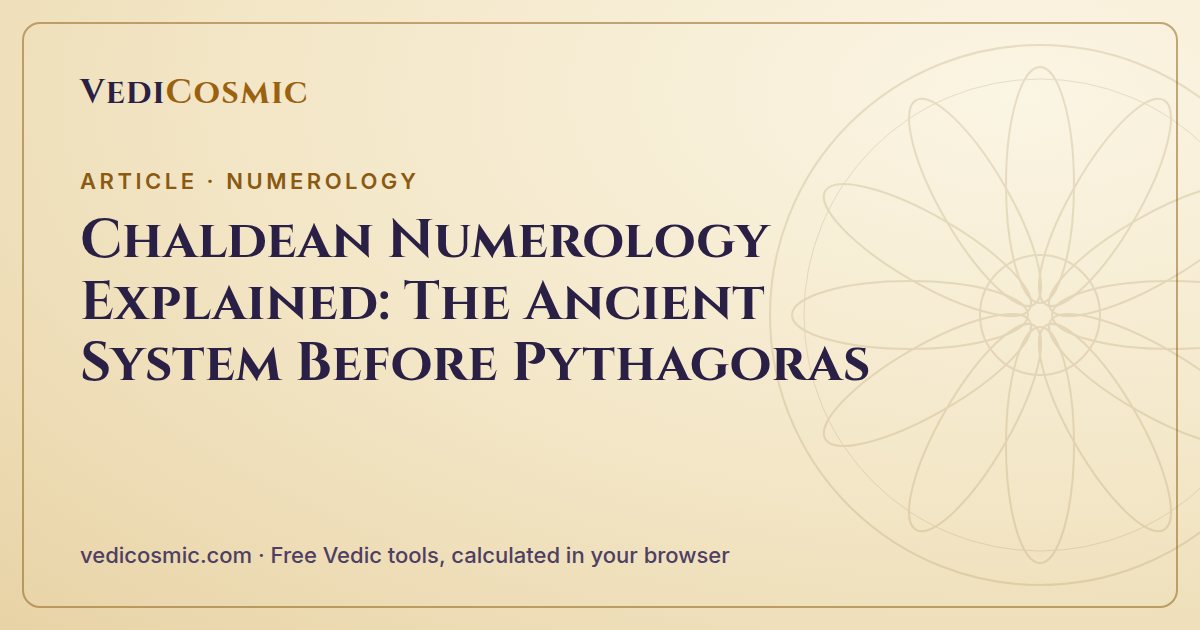 VediCosmic
ARTICLE · NUMEROLOGY
Chaldean Numerology
Explained: The Ancient
System Before Pythagoras
vedicosmic.com · Free Vedic tools, calculated in your browser